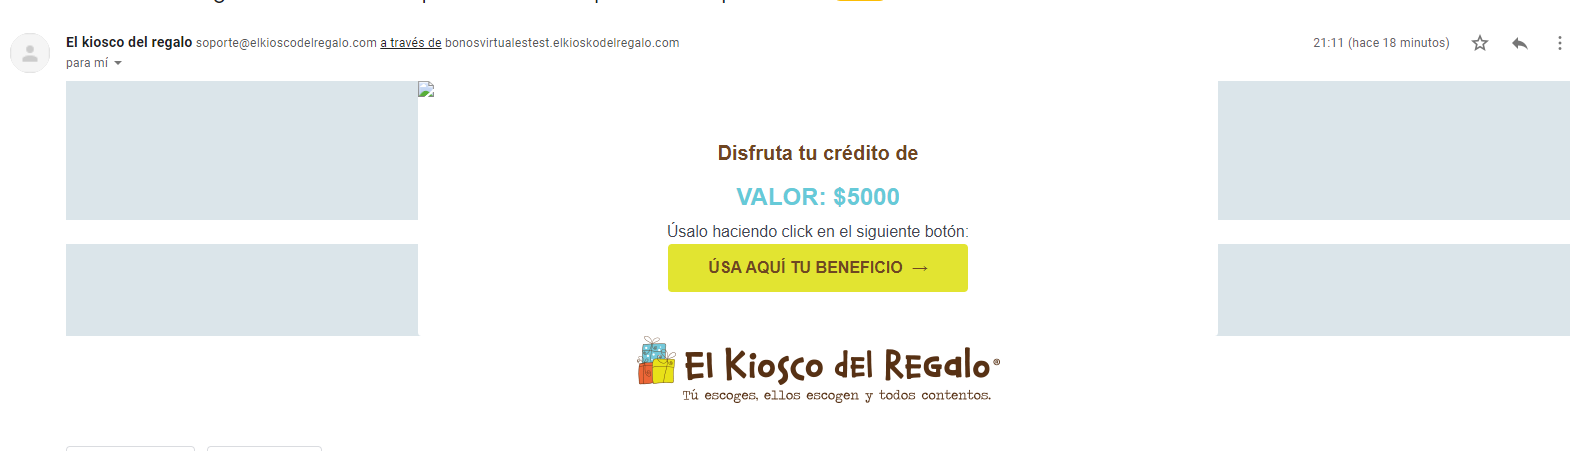 El kiosco del regalo soporte@elkioscodelregalo.com a través de bonosvirtualestest.elkioskodelregalo.com
21:11 (hace 18 minutos)
para mí
Disfruta tu crédito de
VALOR: $5000
Úsalo haciendo click en el siguiente botón:
ÚSA AQUÍ TU BENEFICIO →
El Kiosco del Regalo®
Tú escoges, ellos escogen y todos contentos.